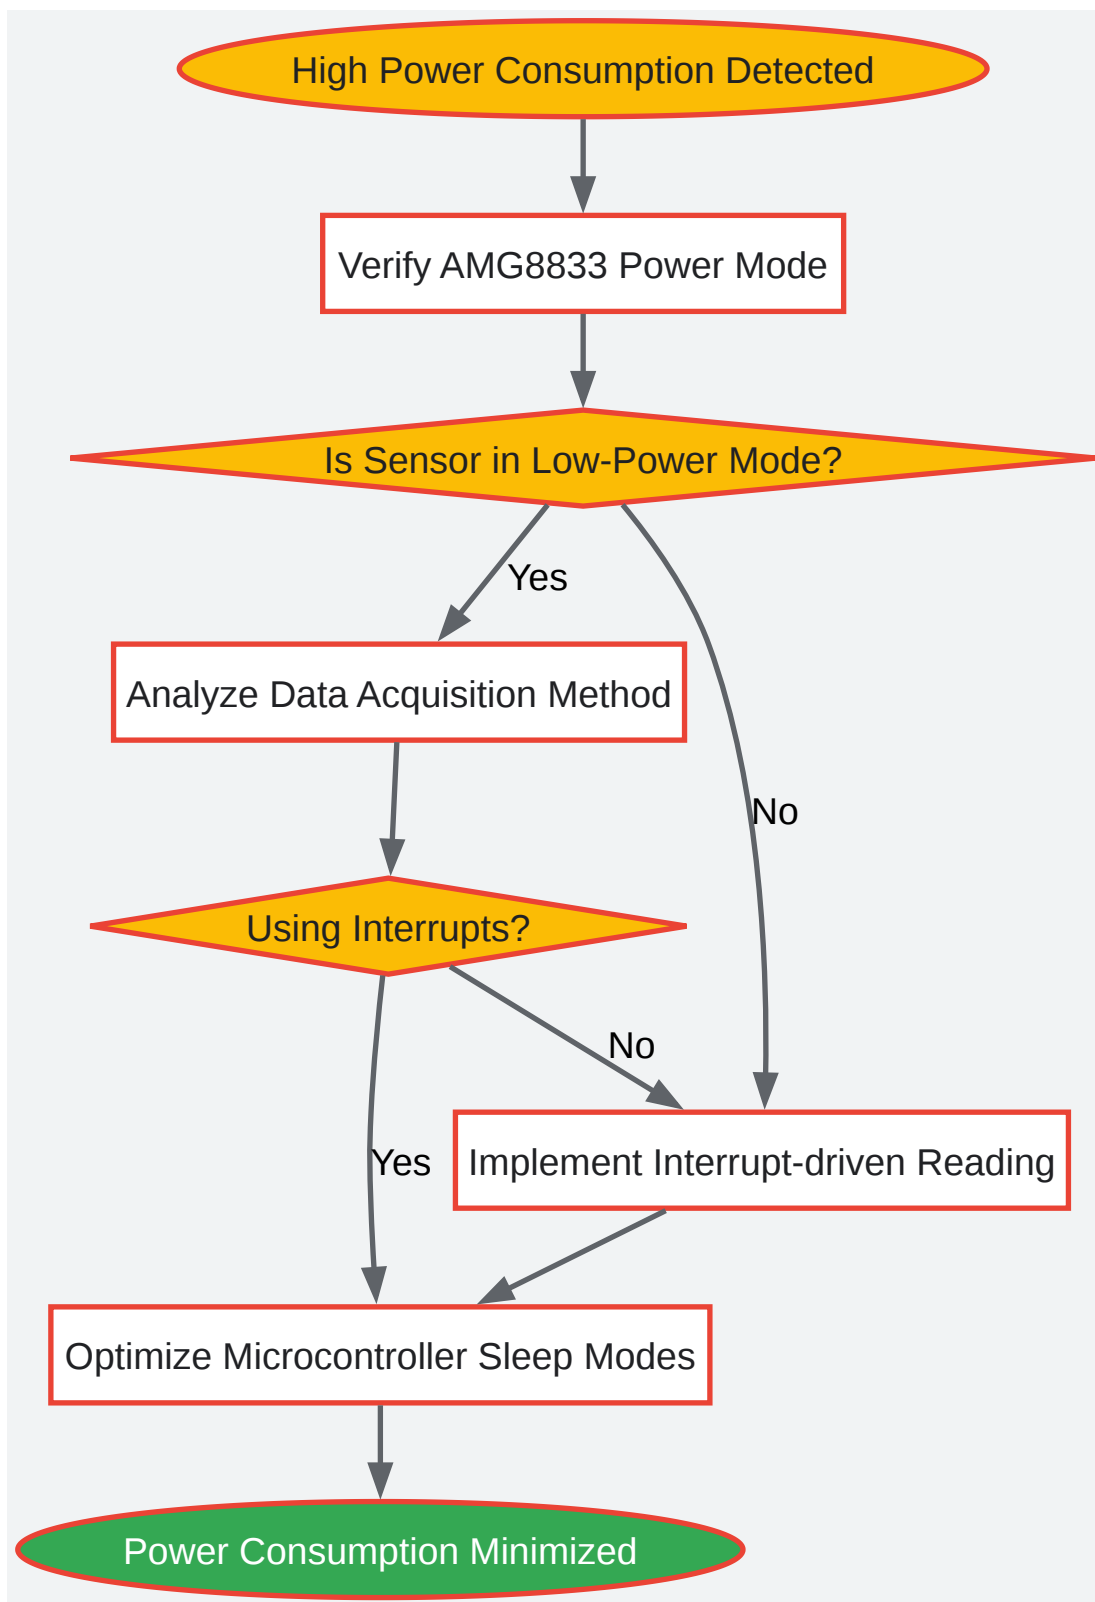 High Power Consumption Detected
Verify AMG8833 Power Mode
Is Sensor in Low-Power Mode?
Yes
Analyze Data Acquisition Method
No
Using Interrupts?
No
Yes
Implement Interrupt-driven Reading
Optimize Microcontroller Sleep Modes
Power Consumption Minimized